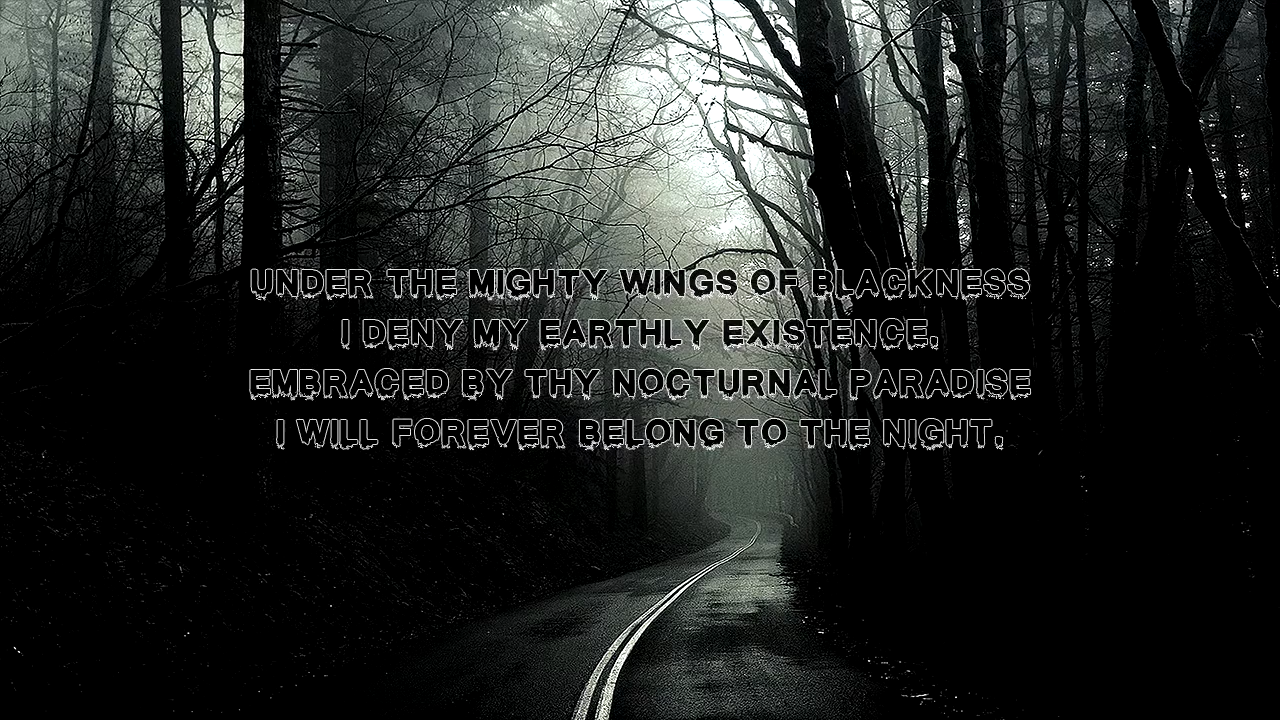 UNDER THE MIGHTY WINGS OF BLACKNESS
I DENY MY EARTHLY EXISTENCE.
EMBRACED BY THY NOCTURNAL PARADISE
I WILL FOREVER BELONG TO THE NIGHT.